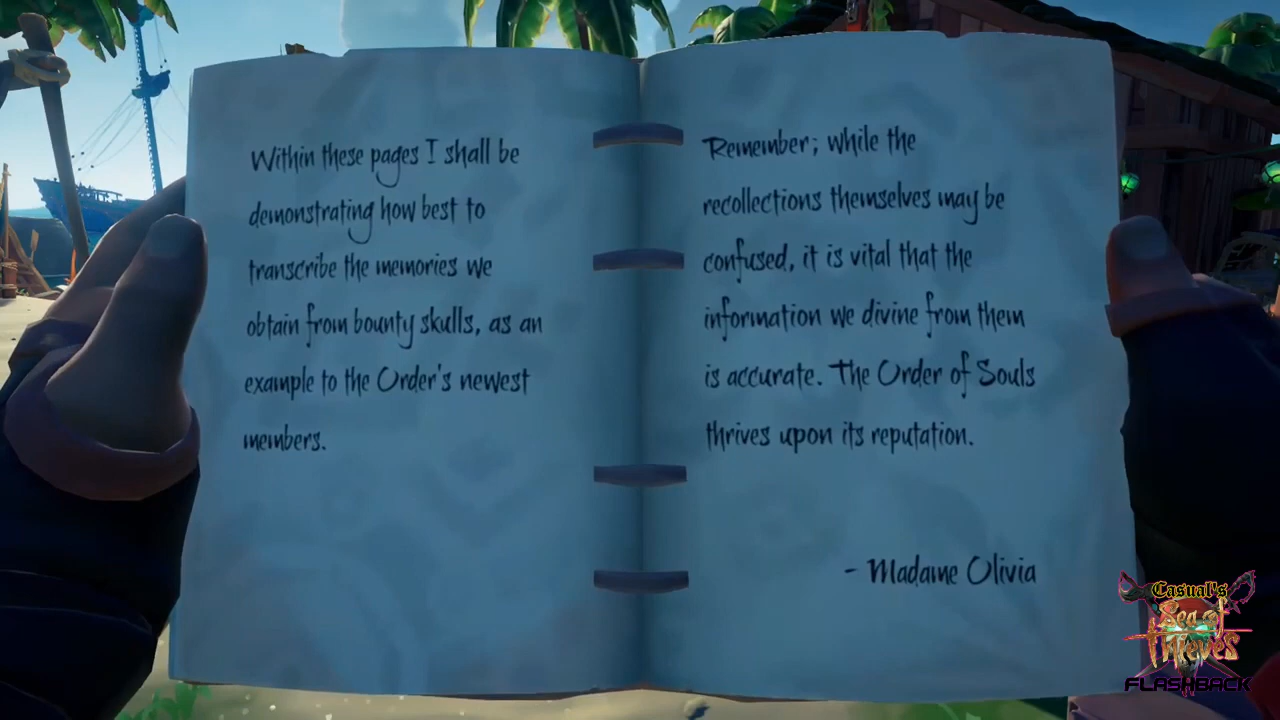 Within these pages I shall be
demonstrating how best to
transcribe the memories we
obtain from bounty skulls, as an
example to the Order's newest
members.
Remember; while the
recollections themselves may be
confused, it is vital that the
information we divine from them
is accurate. The Order of Souls
thrives upon its reputation.
- Madame Olivia
Casual's
Sea of
Thieves
FLASHBACK